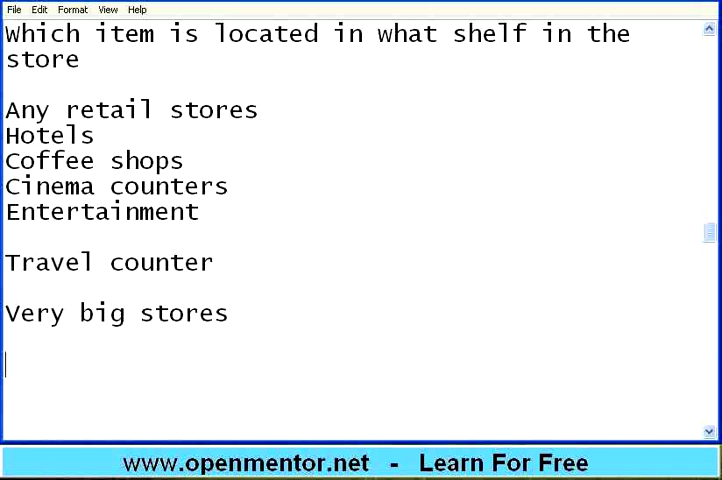 File Edit Format View Help
Which item is located in what shelf in the
store
Any retail stores
Hotels
Coffee shops
Cinema counters
Entertainment
Travel counter
Very big stores
www.openmentor.net - Learn For Free